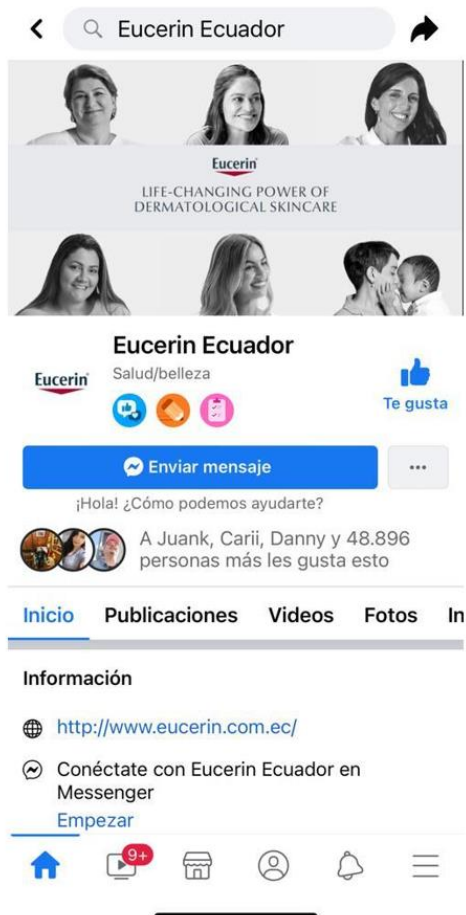 Eucerin Ecuador
Eucerin
LIFE-CHANGING POWER OF
DERMATOLOGICAL SKINCARE
Eucerin Ecuador
Eucerin
Salud/belleza
Te gusta
Enviar mensaje
¡Hola! ¿Cómo podemos ayudarte?
A Juank, Carii, Danny y 48.896
personas más les gusta esto
Inicio Publicaciones Videos Fotos In
Información
http://www.eucerin.com.ec/
Conéctate con Eucerin Ecuador en
Messenger
Empezar
9+